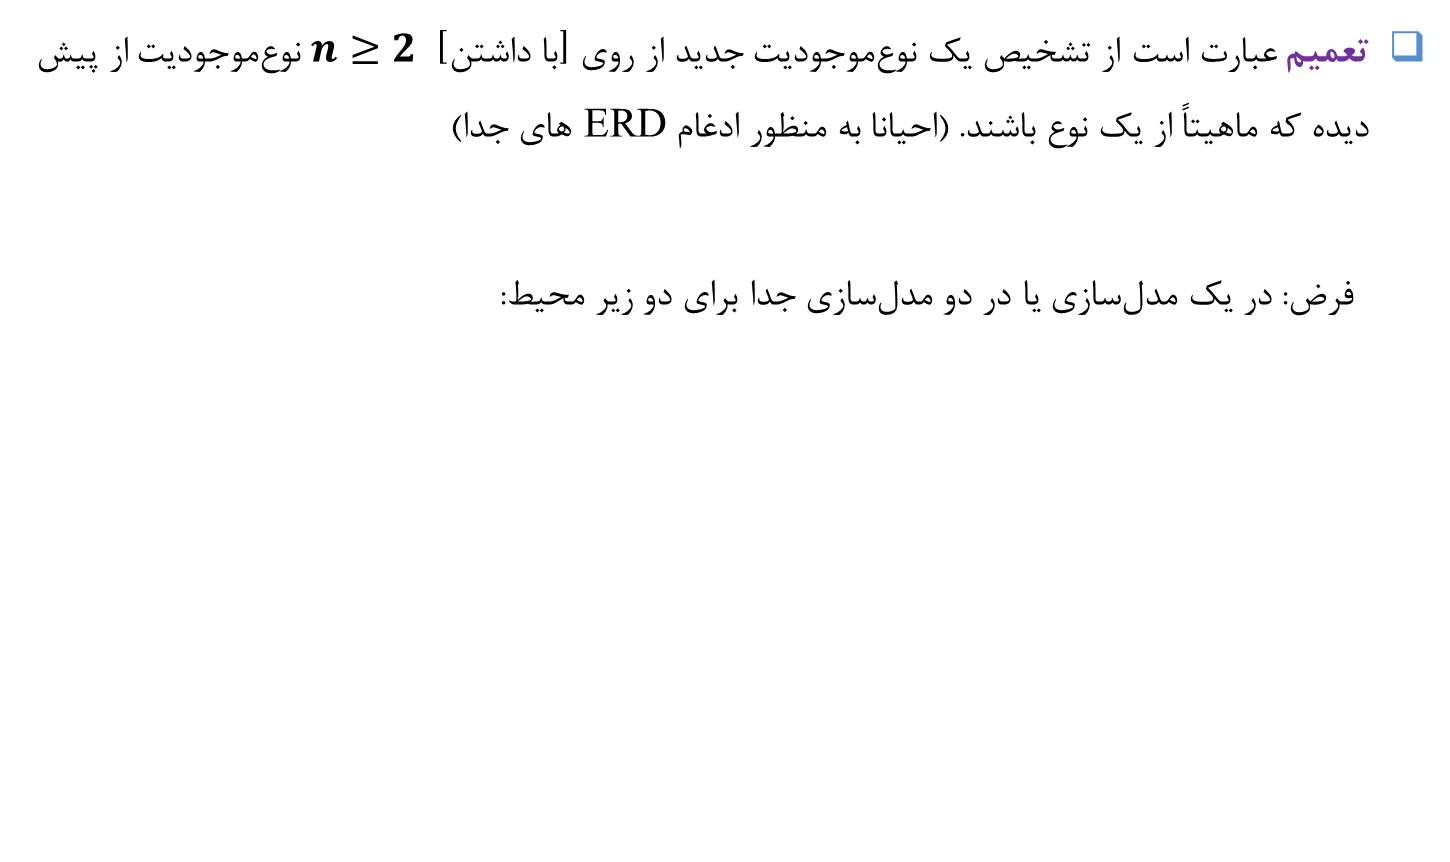 ❑ تعمیم عبارت است از تشخیص یک نوع‌موجودیت جدید از روی [با داشتن] n ≥ 2 نوع‌موجودیت از پیش
دیده که ماهیتاً از یک نوع باشند. (احیانا به منظور ادغام ERD های جدا)
فرض: در یک مدل‌سازی یا در دو مدل‌سازی جدا برای دو زیر محیط: